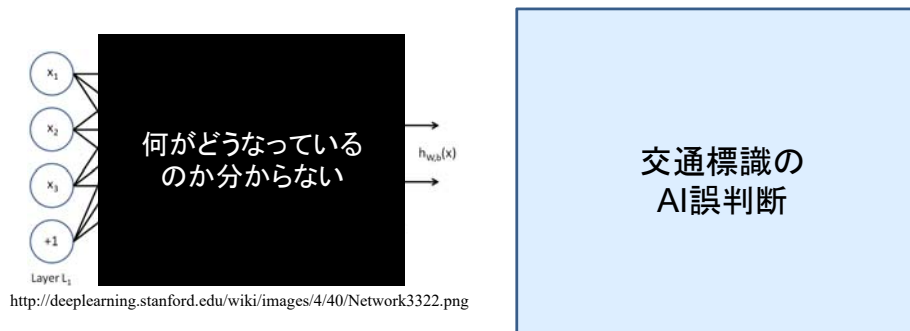 x₁
x₂
x₃
+1
Layer L₁
何がどうなっている
のか分からない
h_{W,b}(x)
http://deeplearning.stanford.edu/wiki/images/4/40/Network3322.png
交通標識の
AI誤判断